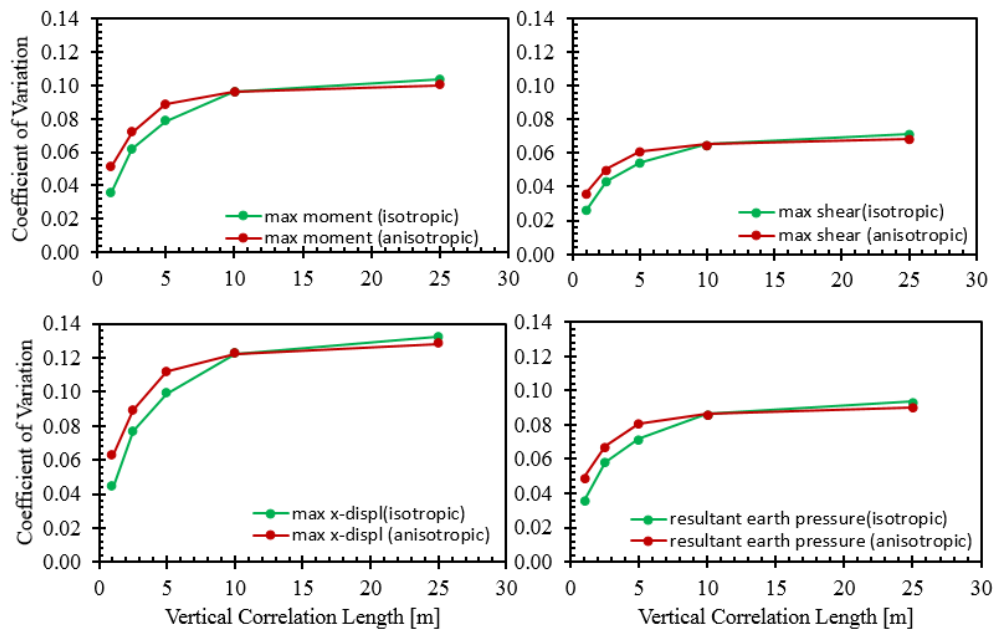 0.14
0.12
0.10
0.08
0.06
0.04
0.02
0.00
Coefficient of Variation
max moment (isotropic)
max moment (anisotropic)
0 5 10 15 20 25 30
0.14
0.12
0.10
0.08
0.06
0.04
0.02
0.00
max shear(isotropic)
max shear (anisotropic)
0 5 10 15 20 25 30
0.14
0.12
0.10
0.08
0.06
0.04
0.02
0.00
Coefficient of Variation
max x-displ(isotropic)
max x-displ (anisotropic)
0 5 10 15 20 25 30
Vertical Correlation Length [m]
0.14
0.12
0.10
0.08
0.06
0.04
0.02
0.00
resultant earth pressure(isotropic)
resultant earth pressure (anisotropic)
0 5 10 15 20 25 30
Vertical Correlation Length [m]